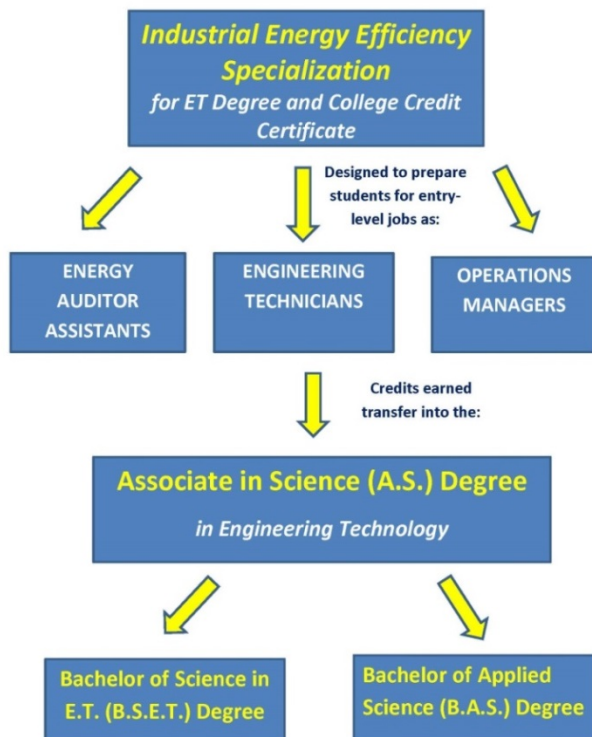 Industrial Energy Efficiency
Specialization
for ET Degree and College Credit
Certificate
Designed to prepare
students for entry-
level jobs as:
ENERGY
AUDITOR
ASSISTANTS
ENGINEERING
TECHNICIANS
OPERATIONS
MANAGERS
Credits earned
transfer into the:
Associate in Science (A.S.) Degree
in Engineering Technology
Bachelor of Science in
E.T. (B.S.E.T.) Degree
Bachelor of Applied
Science (B.A.S.) Degree